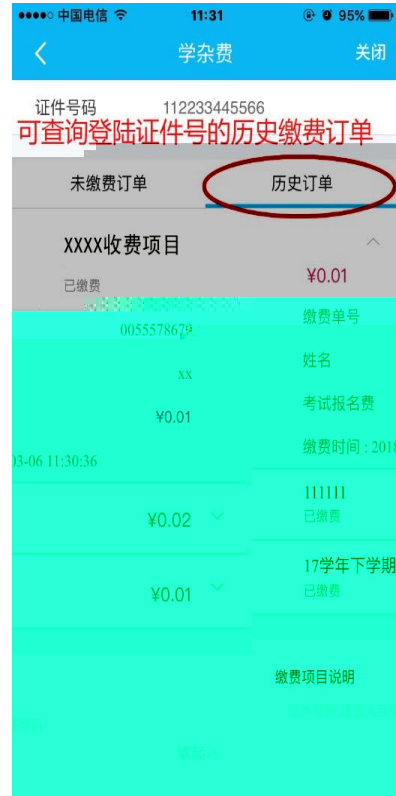 中国电信 11:31 95%
学杂费 关闭
证件号码 112233445566
可查询登陆证件号的历史缴费订单
未缴费订单 历史订单
XXXX收费项目
已缴费 ¥0.01
缴费单号
0055578679
姓名
xx
考试报名费
¥0.01
缴费时间 : 2018
03-06 11:30:36
111111
¥0.02
已缴费
17学年下学期
¥0.01
已缴费
缴费项目说明